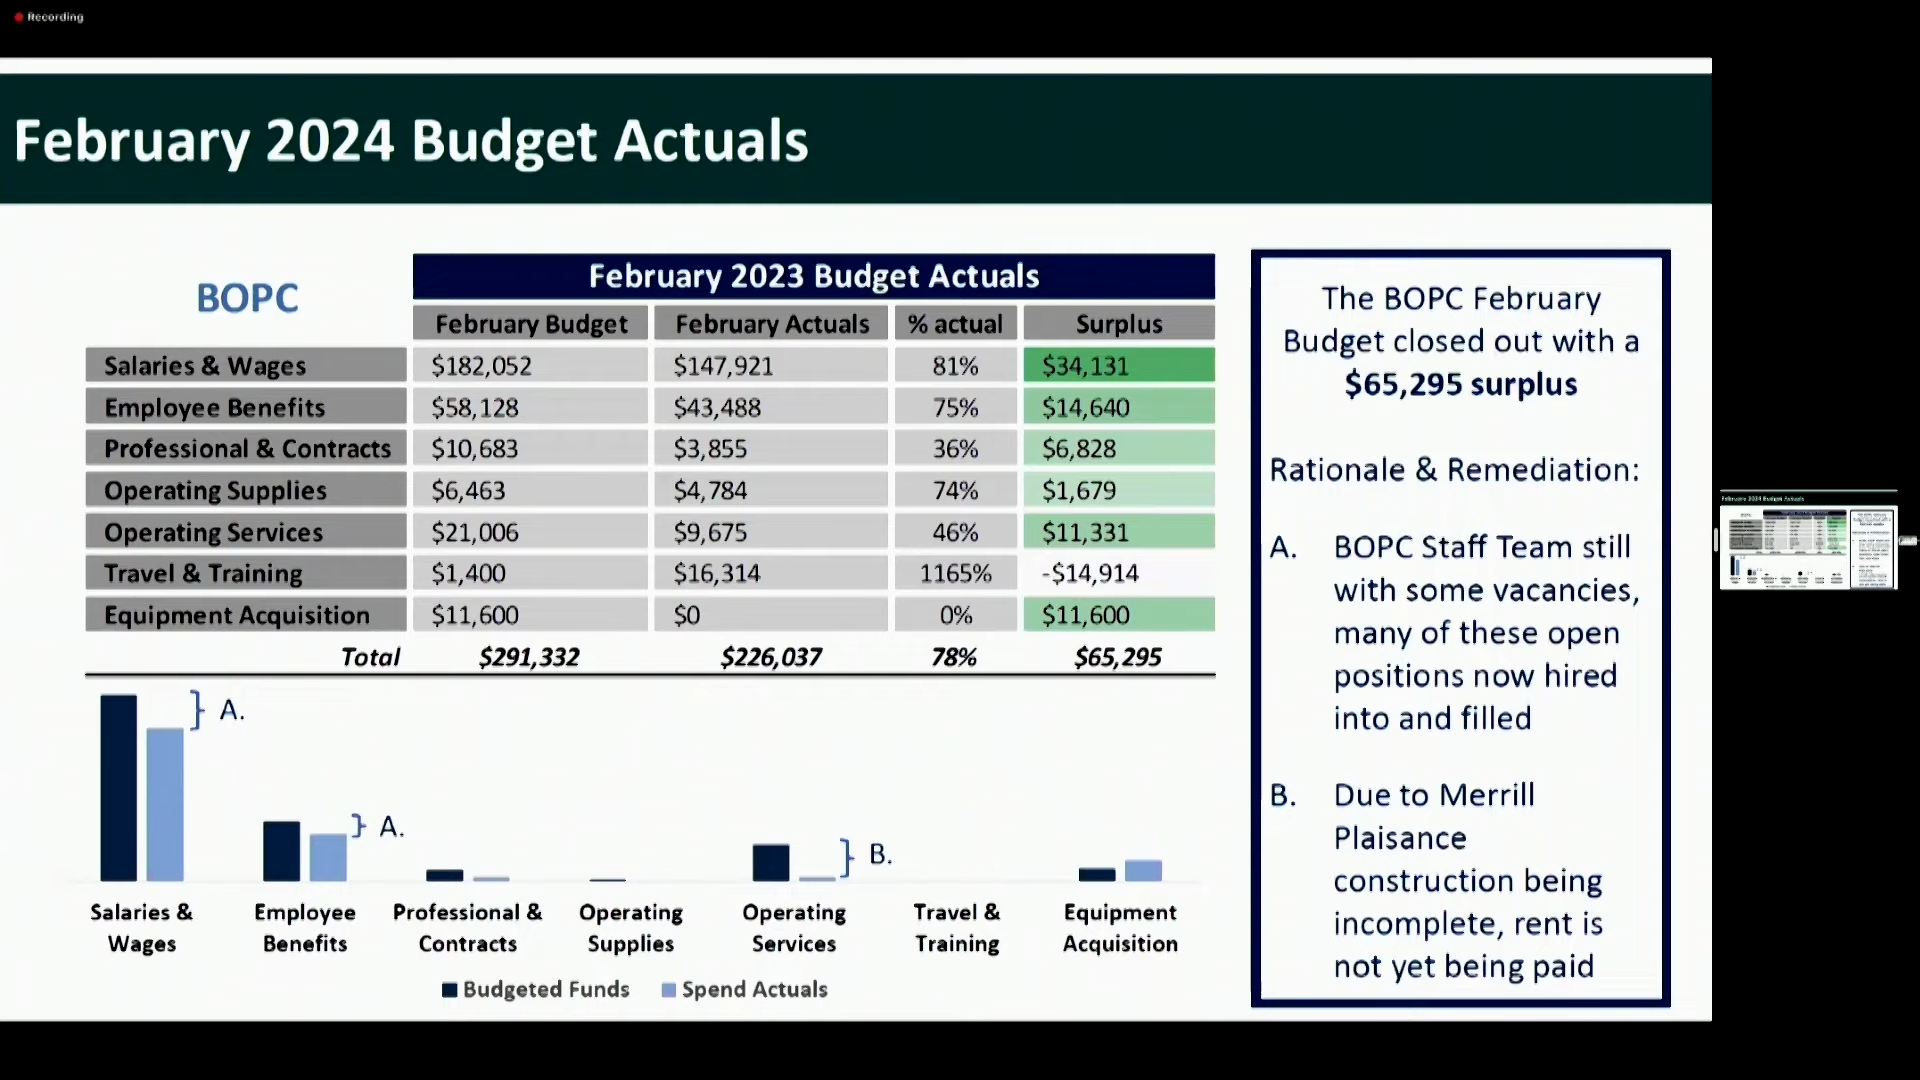 Recording
February 2024 Budget Actuals
BOPC
February 2023 Budget Actuals
February Budget February Actuals % actual Surplus
Salaries & Wages $182,052 $147,921 81% $34,131
Employee Benefits $58,128 $43,488 75% $14,640
Professional & Contracts $10,683 $3,855 36% $6,828
Operating Supplies $6,463 $4,784 74% $1,679
Operating Services $21,006 $9,675 46% $11,331
Travel & Training $1,400 $16,314 1165% -$14,914
Equipment Acquisition $11,600 $0 0% $11,600
Total $291,332 $226,037 78% $65,295
A.
A.
B.
Salaries & Wages
Employee Benefits
Professional & Contracts
Operating Supplies
Operating Services
Travel & Training
Equipment Acquisition
Budgeted Funds Spend Actuals
The BOPC February
Budget closed out with a
$65,295 surplus
Rationale & Remediation:
A. BOPC Staff Team still
with some vacancies,
many of these open
positions now hired
into and filled
B. Due to Merrill
Plaisance
construction being
incomplete, rent is
not yet being paid
February 2024 Budget Actuals